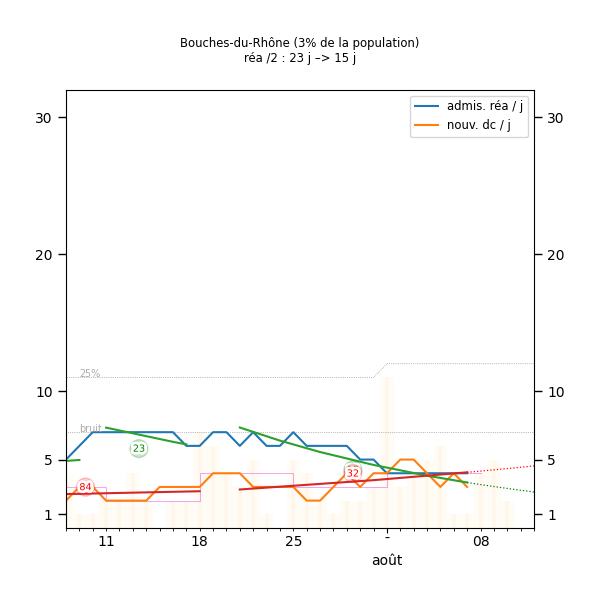 Bouches-du-Rhône (3% de la population)
réa /2 : 23 j –> 15 j
admis. réa / j
nouv. dc / j
30 30
20 20
25%
10 10
bruit
23
5 5
32
84
1 1
11 18 25 - 08
août